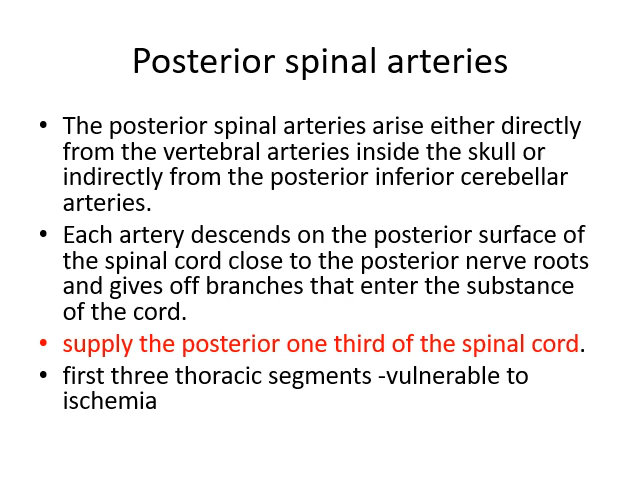 Posterior spinal arteries
• The posterior spinal arteries arise either directly
from the vertebral arteries inside the skull or
indirectly from the posterior inferior cerebellar
arteries.
• Each artery descends on the posterior surface of
the spinal cord close to the posterior nerve roots
and gives off branches that enter the substance
of the cord.
• supply the posterior one third of the spinal cord.
• first three thoracic segments -vulnerable to
ischemia